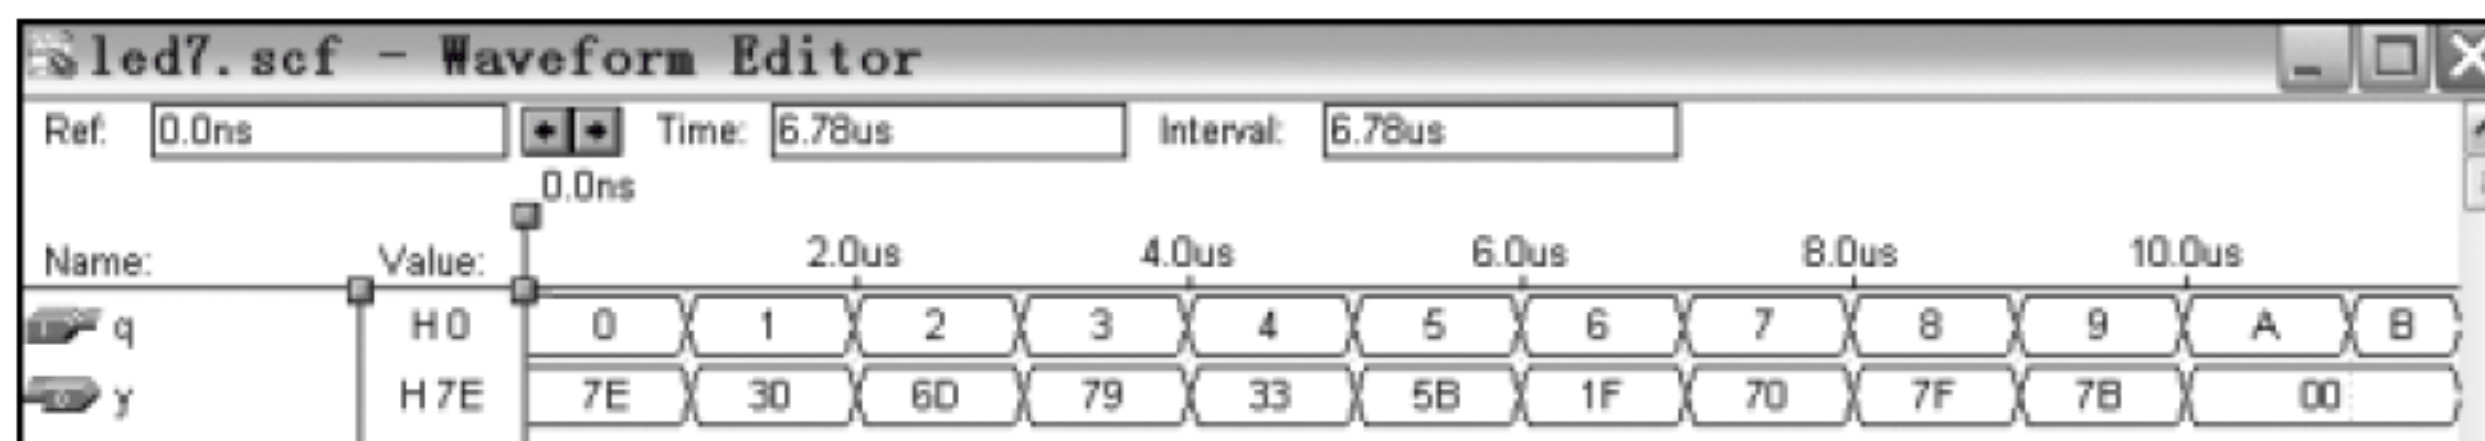 led7.scf - Waveform Editor
Ref: 0.0ns Time: 6.78us Interval: 6.78us
0.0ns
Name: Value: 2.0us 4.0us 6.0us 8.0us 10.0us
q H 0 0 1 2 3 4 5 6 7 8 9 A B
y H 7E 7E 30 6D 79 33 5B 1F 70 7F 7B 00